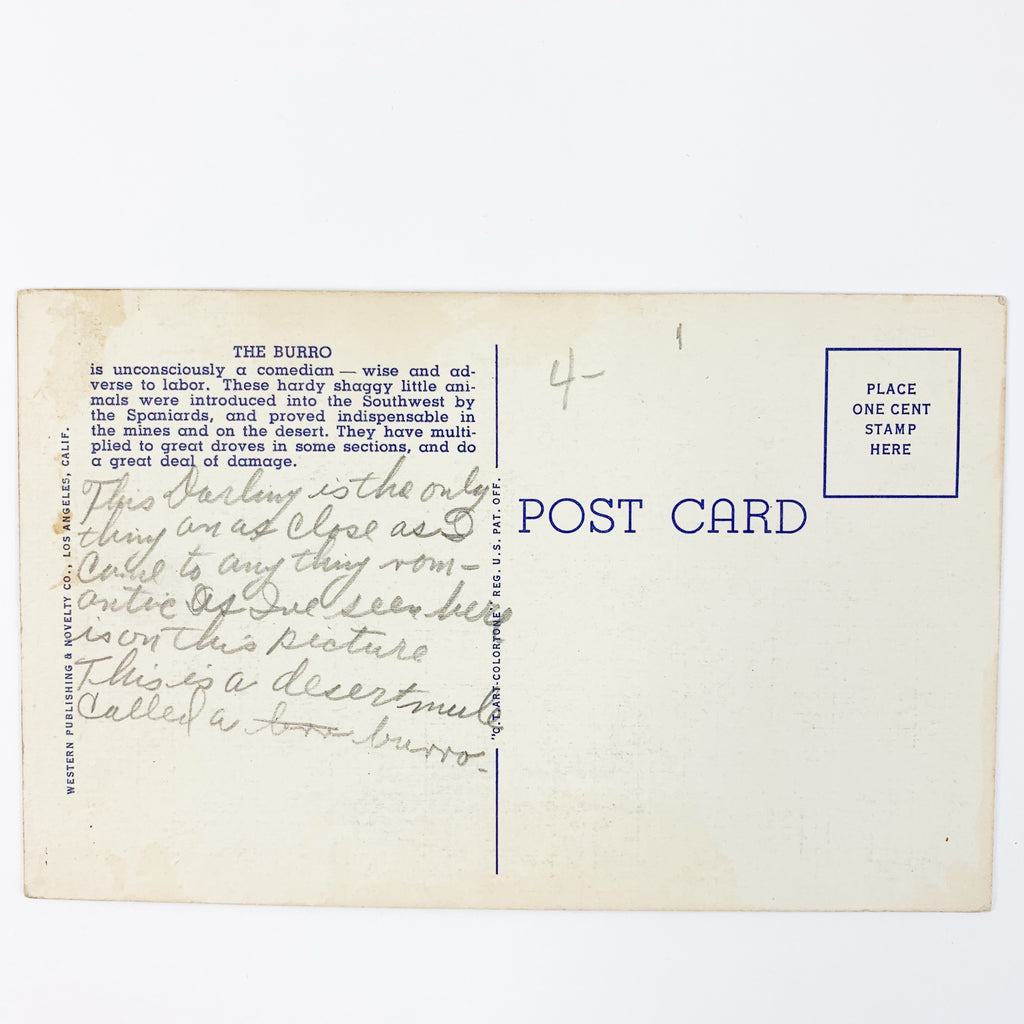 THE BURRO
is unconsciously a comedian — wise and ad-
verse to labor. These hardy shaggy little ani-
mals were introduced into the Southwest by
the Spaniards, and proved indispensable in
the mines and on the desert. They have multi-
plied to great droves in some sections, and do
a great deal of damage.
This Darling is the only
thing on as close as I
Come to any thing rom-
antic As I've seen here
is on this picture
This is a desert mule
Called a bro burro.
WESTERN PUBLISHING & NOVELTY CO., LOS ANGELES, CALIF.
"C.T. ART-COLORTONE" REG. U.S. PAT. OFF.
4-
1
POST CARD
PLACE
ONE CENT
STAMP
HERE